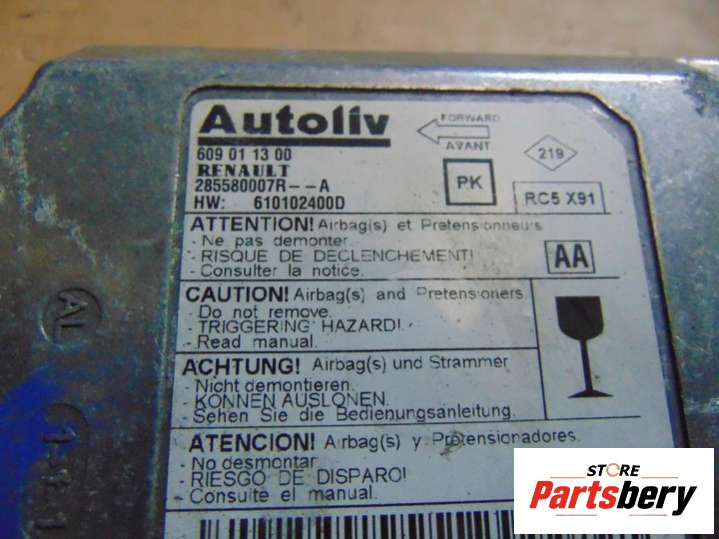 Autoliv
FORWARD
AVANT
219
609 01 13 00
RENAULT
285580007R--A
HW: 610102400D
PK
RC5 X91
ATTENTION! Airbag(s) et Pretensionneurs
- Ne pas demonter.
- RISQUE DE DECLENCHEMENT!
- Consulter la notice.
AA
CAUTION! Airbag(s) and Pretensioners
- Do not remove.
- TRIGGERING HAZARD!
- Read manual.
ACHTUNG! Airbag(s) und Strammer
- Nicht demontieren.
- KONNEN AUSLONEN.
- Sehen Sie die Bedienungsanleitung.
ATENCION! Airbag(s) y Pretensionadores.
- No desmontar
- RIESGO DE DISPARO!
- Consulte el manual.
AL
STORE
Partsbery